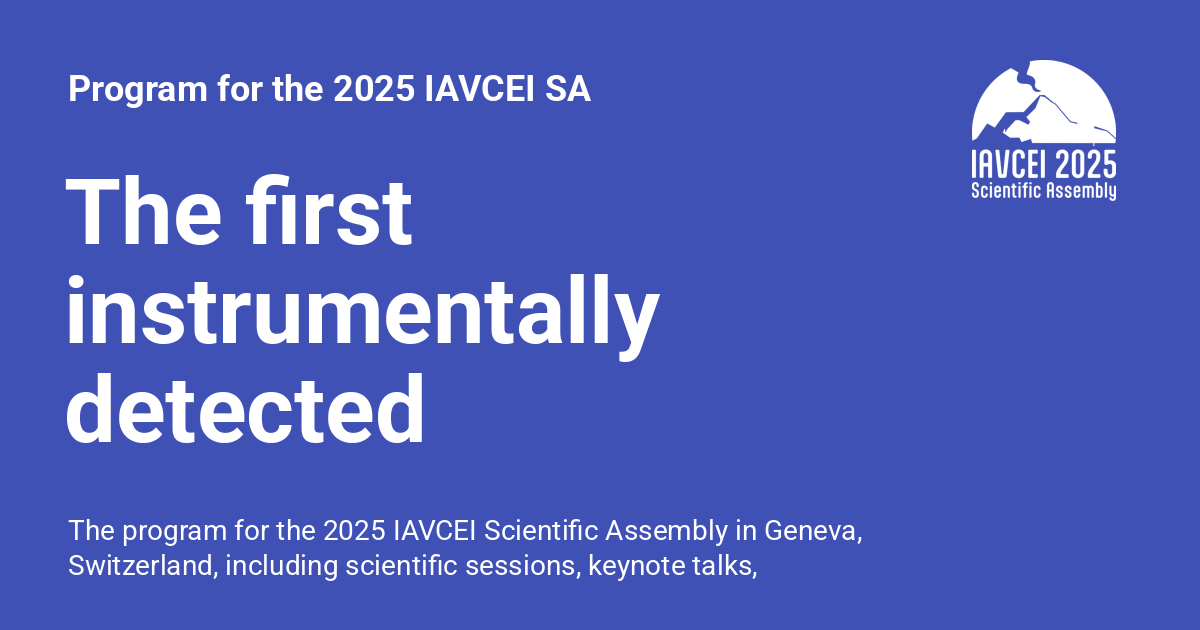 Program for the 2025 IAVCEI SA
IAVCEI 2025
Scientific Assembly
The first
instrumentally
detected
The program for the 2025 IAVCEI Scientific Assembly in Geneva,
Switzerland, including scientific sessions, keynote talks,